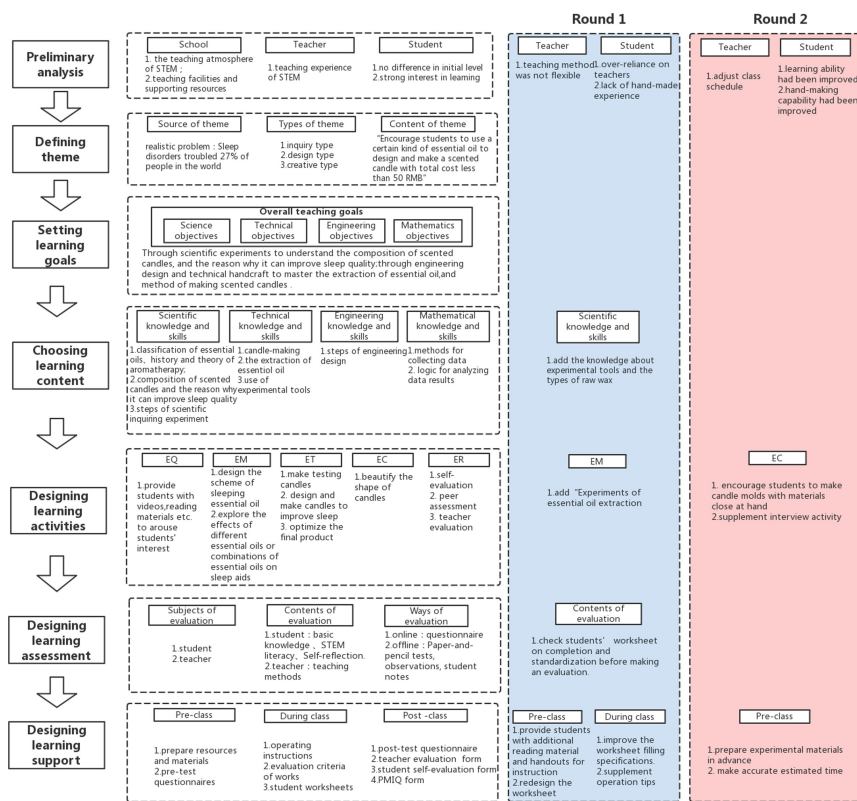 Round 1
Round 2
Preliminary
analysis
School
1. the teaching atmosphere
of STEM ;
2.teaching facilities and
supporting resources
Teacher
1.teaching experience
of STEM
Student
1.no difference in initial level
2.strong interest in learning
Teacher
1.teaching method
was not flexible
Student
1.over-reliance on
teachers
2.lack of hand-made
experience
Teacher
1.adjust class
schedule
Student
1.learning ability
had been improved
2.hand-making
capability had been
improved
Defining
theme
Source of theme
realistic problem : Sleep
disorders troubled 27% of
people in the world
Types of theme
1.inquiry type
2.design type
3.creative type
Content of theme
"Encourage students to use a
certain kind of essential oil to
design and make a scented
candle with total cost less
than 50 RMB"
Setting
learning
goals
Overall teaching goals
Science
objectives
Technical
objectives
Engineering
objectives
Mathematics
objectives
Through scientific experiments to understand the composition of scented
candles, and the reason why it can improve sleep quality;through engineering
design and technical handcraft to master the extraction of essential oil,and
method of making scented candles .
Choosing
learning
content
Scientific
knowledge and
skills
1.classification of essential
oils, history and theory of
aromatherapy;
2.composition of scented
candles and the reason why
it can improve sleep quality
3.steps of scientific
inquiring experiment
Technical
knowledge and
skills
1.candle-making
2.the extraction of
essentiol oil
3.use of
experimental tools
Engineering
knowledge and
skills
1.steps of engineering
design
Mathematical
knowledge and
skills
1.methods for
collecting data
2. logic for analyzing
data results
Scientific
knowledge and
skills
1.add the knowledge about
experimental tools and the
types of raw wax
Designing
learning
activities
EQ
1.provide
students with
videos,reading
materials etc.
to arouse
students'
interest
EM
1.design the
scheme of
sleeping
essential oil
2.explore the
effects of
different
essential oils or
combinations of
essential oils on
sleep aids
ET
1.make testing
candles
2. design and
make candles to
improve sleep
3. optimize the
final product
EC
1.beautify the
shape of
candles
ER
1.self-
evaluation
2. peer
assessment
3. teacher
evaluation
EM
1.add "Experiments of
essential oil extraction
EC
1. encourage students to make
candle molds with materials
close at hand
2.supplement interview activity
Designing
learning
assessment
Subjects of
evaluation
1.student
2.teacher
Contents of
evaluation
1.student : basic
knowledge 、STEM
literacy、Self-reflection.
2.teacher : teaching
methods
Ways of
evaluation
1.online : questionnaire
2.offline : Paper-and-
pencil tests,
observations, student
notes
Contents of
evaluation
1.check students' worksheet
on completion and
standardization before making
an evaluation.
Designing
learning
support
Pre-class
1.prepare resources
and materials
2.pre-test
questionnaires
During class
1.operating
instructions
2.evaluation criteria
of works
3.student worksheets
Post -class
1.post-test questionnaire
2.teacher evaluation form
3.student self-evaluation form
4.PMIQ form
Pre-class
1.provide students
with additional
reading material
and handouts for
instruction
2.redesign the
worksheet
During class
1.improve the
worksheet filling
specifications.
2.supplement
operation tips
Pre-class
1.prepare experimental materials
in advance
2. make accurate estimated time